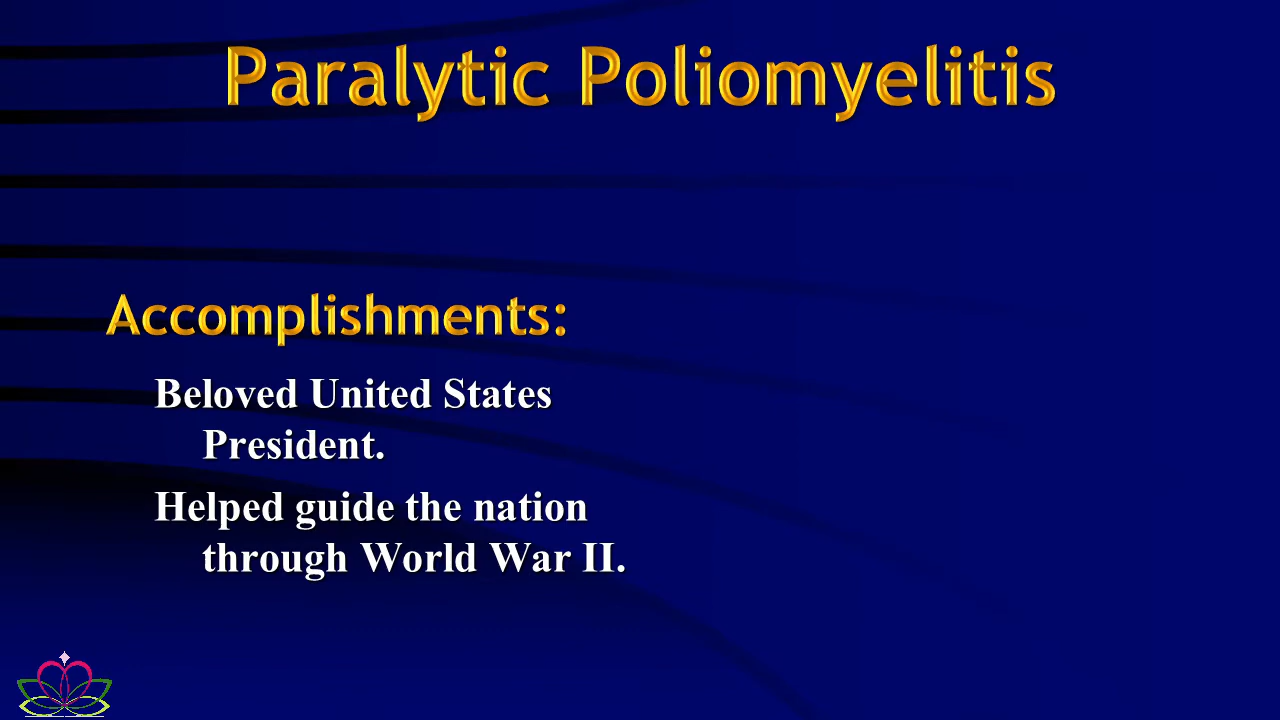 Paralytic Poliomyelitis
Accomplishments:
Beloved United States
President.
Helped guide the nation
through World War II.